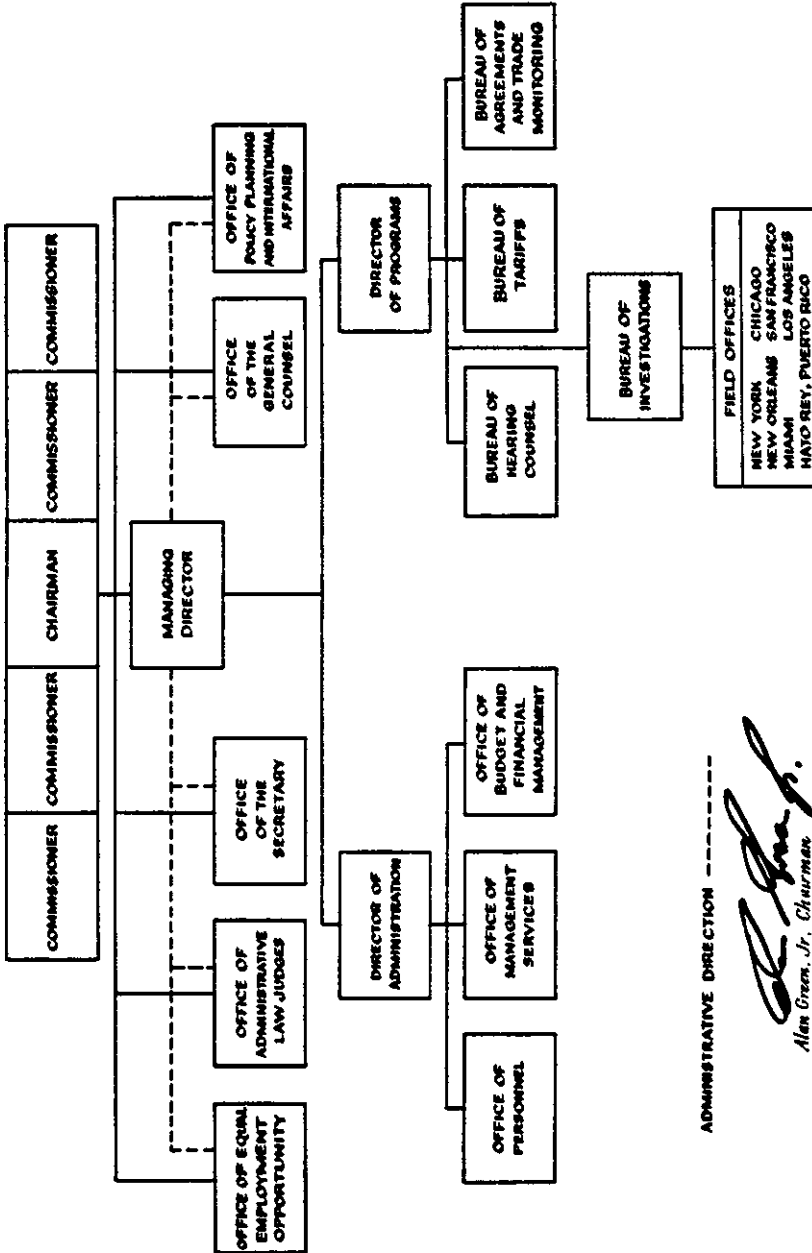 COMMISSIONER
COMMISSIONER
CHAIRMAN
COMMISSIONER
COMMISSIONER
MANAGING
DIRECTOR
OFFICE OF EQUAL
EMPLOYMENT
OPPORTUNITY
OFFICE OF
ADMINISTRATIVE
LAW JUDGES
OFFICE
OF THE
SECRETARY
OFFICE
OF THE
GENERAL
COUNSEL
OFFICE OF
POLICY PLANNING
AND INTERNATIONAL
AFFAIRS
DIRECTOR OF
ADMINISTRATION
DIRECTOR
OF PROGRAMS
OFFICE OF
PERSONNEL
OFFICE OF
MANAGEMENT
SERVICES
OFFICE OF
BUDGET AND
FINANCIAL
MANAGEMENT
BUREAU OF
HEARING
COUNSEL
BUREAU OF
TARIFFS
BUREAU OF
AGREEMENTS
AND TRADE
MONITORING
BUREAU OF
INVESTIGATIONS
FIELD OFFICES
NEW YORK CHICAGO
NEW ORLEANS SAN FRANCISCO
MIAMI LOS ANGELES
HATO REY, PUERTO RICO
ADMINISTRATIVE DIRECTION ------
Alan Green, Jr., Chairman